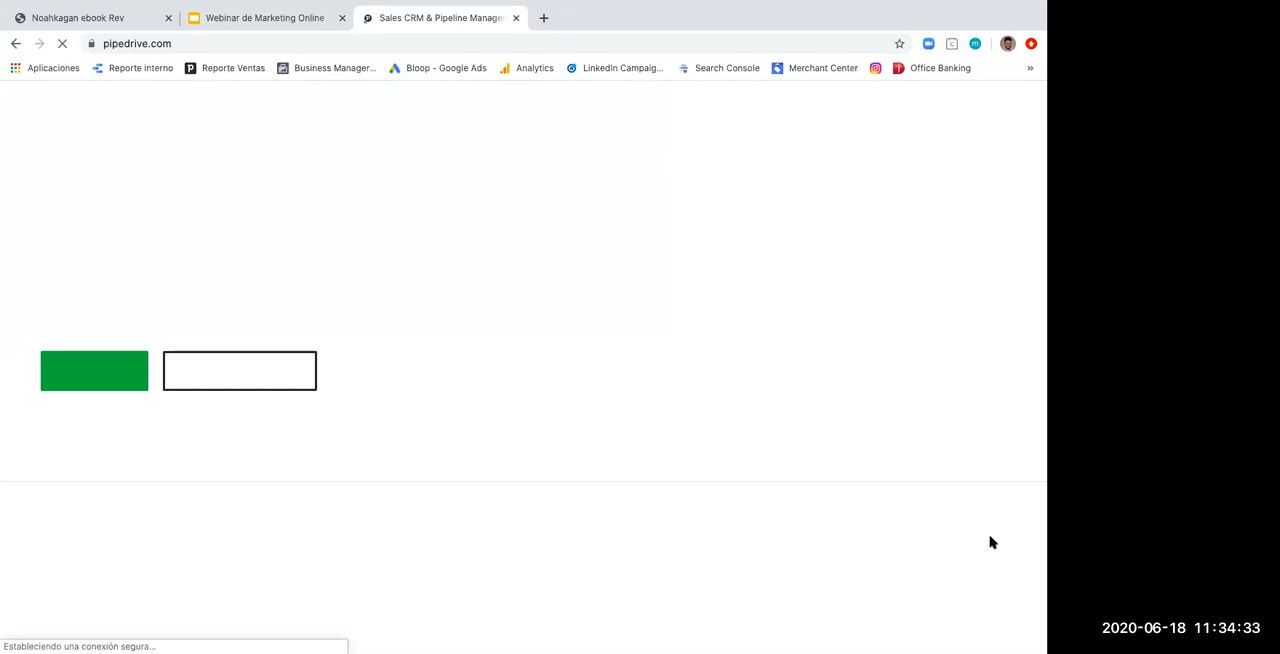 Noahkagan ebook Rev
Webinar de Marketing Online
Sales CRM & Pipeline Manage
pipedrive.com
Aplicaciones
Reporte interno
Reporte Ventas
Business Manager...
Bloop - Google Ads
Analytics
LinkedIn Campaig...
Search Console
Merchant Center
Office Banking
»
Estableciendo una conexión segura...
2020-06-18 11:34:33